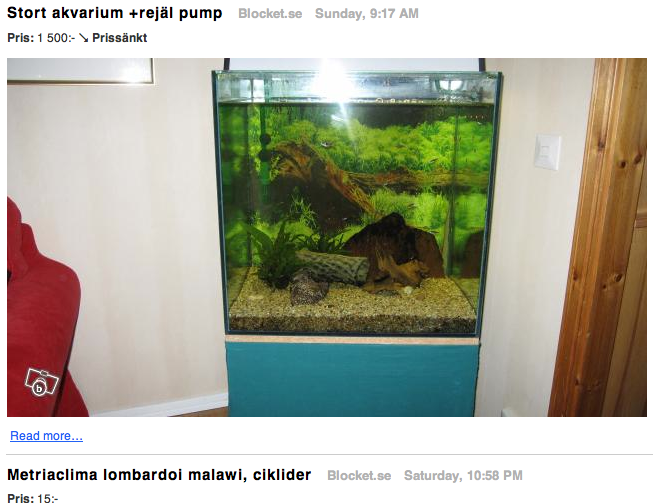 Stort akvarium +rejäl pump Blocket.se Sunday, 9:17 AM
Pris: 1 500:- ↘ Prissänkt
b
Read more…
Metriaclima lombardoi malawi, ciklider Blocket.se Saturday, 10:58 PM
Pris: 15:-